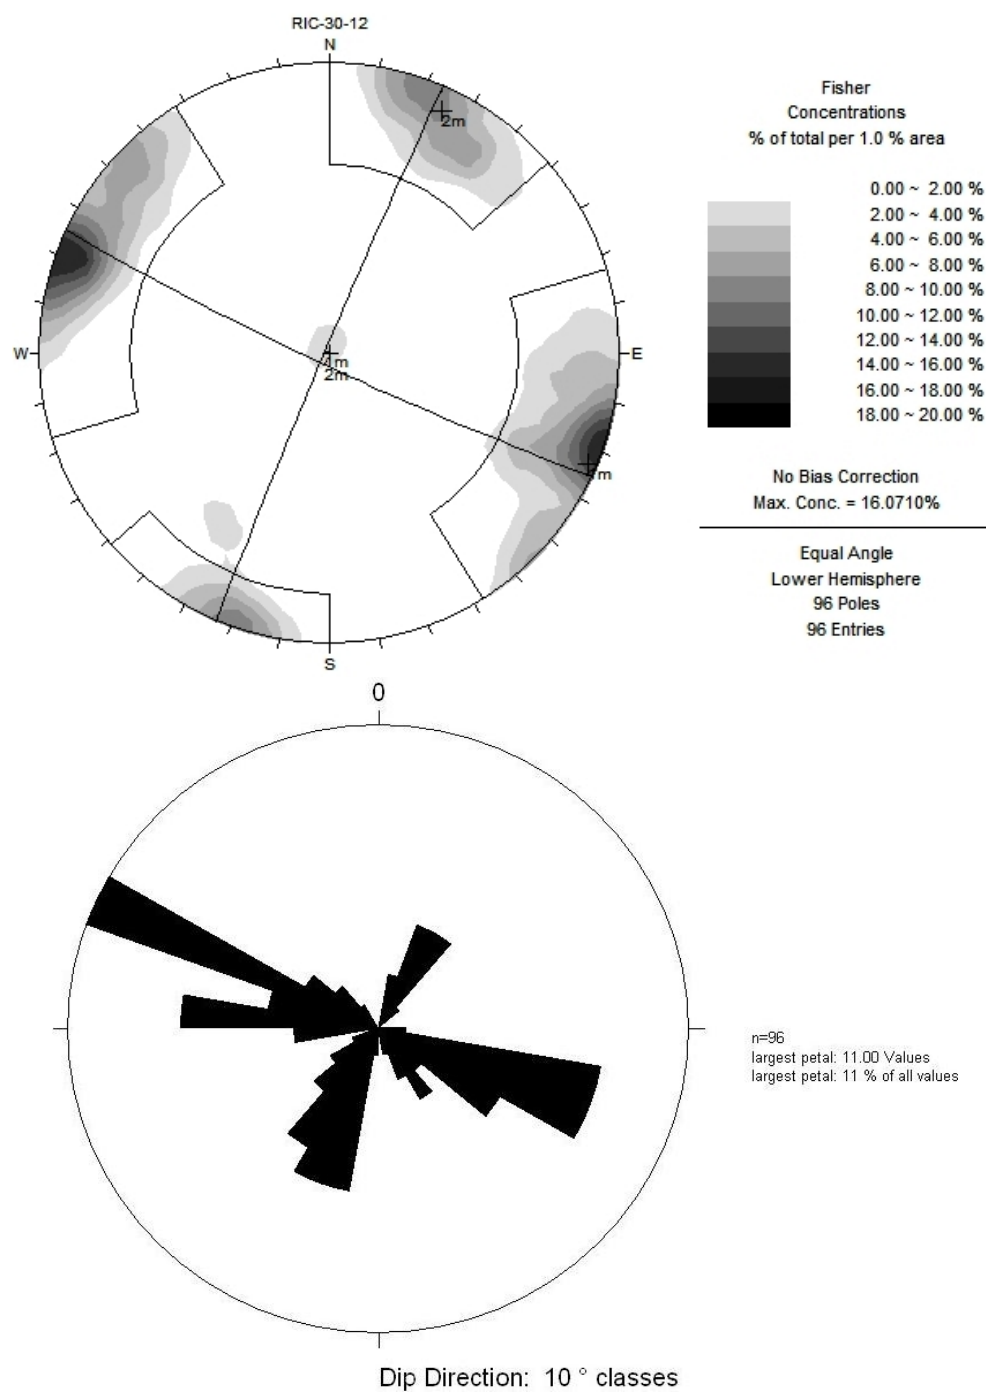 RIC-30-12
N
2m
W
E
1m
2m
m
S
Fisher
Concentrations
% of total per 1.0 % area
0.00 ~ 2.00 %
2.00 ~ 4.00 %
4.00 ~ 6.00 %
6.00 ~ 8.00 %
8.00 ~ 10.00 %
10.00 ~ 12.00 %
12.00 ~ 14.00 %
14.00 ~ 16.00 %
16.00 ~ 18.00 %
18.00 ~ 20.00 %
No Bias Correction
Max. Conc. = 16.0710%
Equal Angle
Lower Hemisphere
96 Poles
96 Entries
0
n=96
largest petal: 11.00 Values
largest petal: 11 % of all values
Dip Direction: 10 ° classes